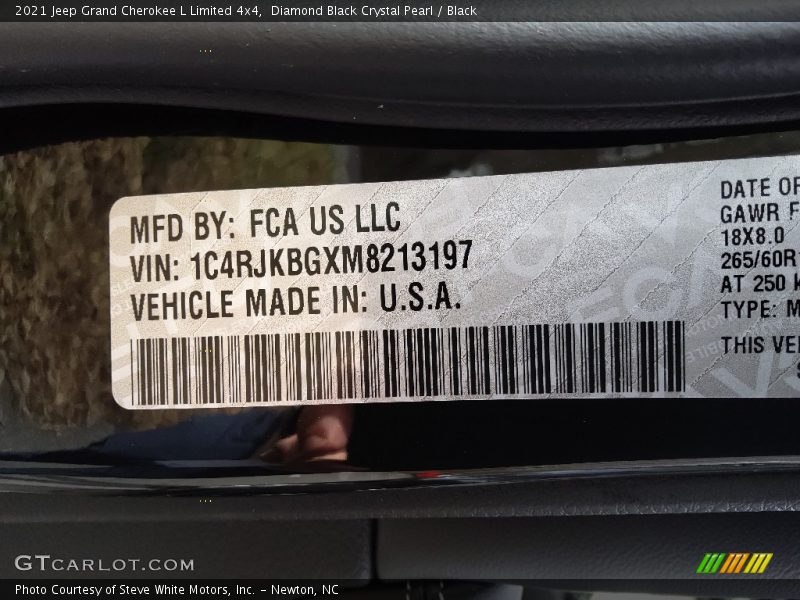 2021 Jeep Grand Cherokee L Limited 4x4,  Diamond Black Crystal Pearl / Black
MFD BY: FCA US LLC
VIN: 1C4RJKBGXM8213197
VEHICLE MADE IN: U.S.A.
DATE OF
GAWR F
18X8.0
265/60R
AT 250 k
TYPE: M
THIS VE
GTCARLOT.COM
Photo Courtesy of Steve White Motors, Inc. – Newton, NC